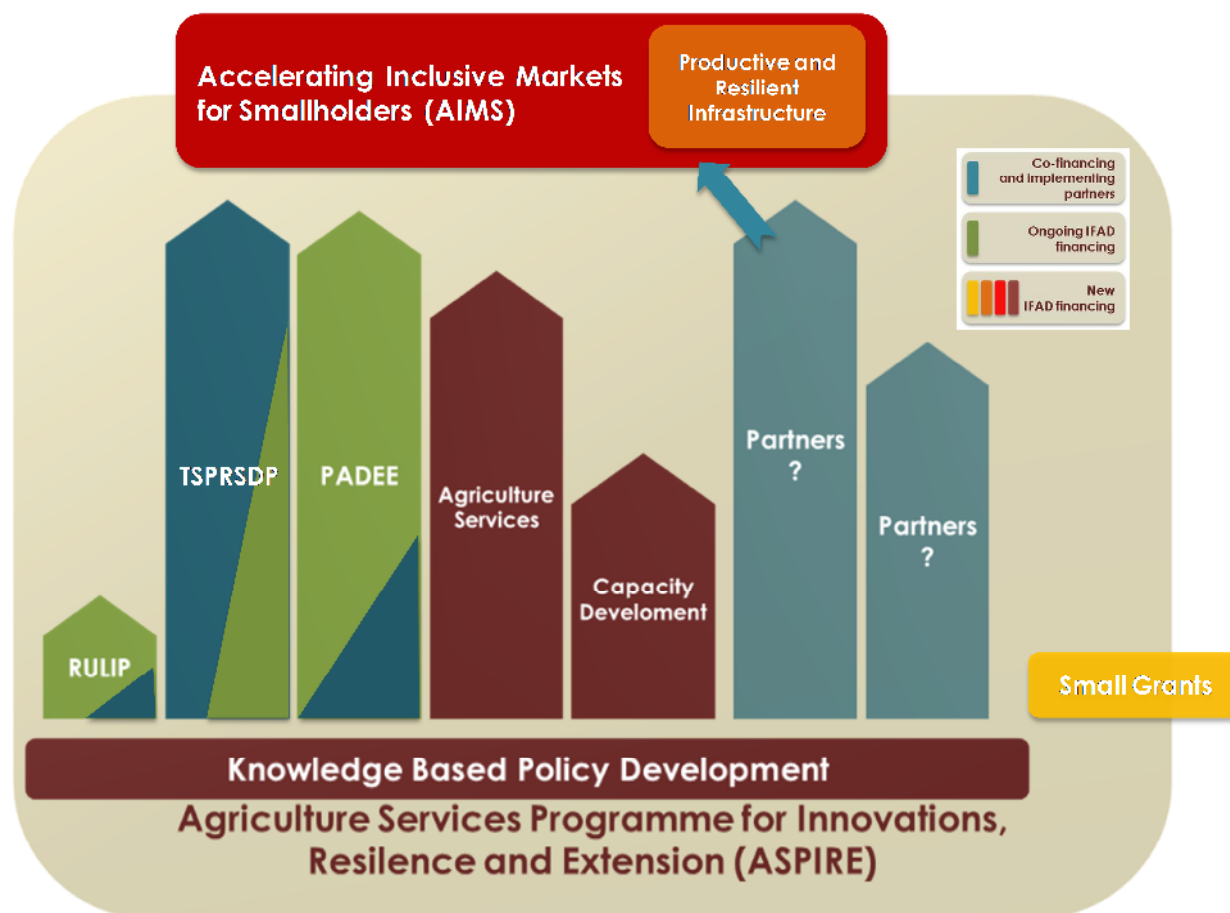 Accelerating Inclusive Markets
for Smallholders (AIMS)
Productive and
Resilient
Infrastructure
Co-financing
and implementing
partners
Ongoing IFAD
financing
New
IFAD financing
RULIP
TSPRSDP
PADEE
Agriculture
Services
Capacity
Develoment
Partners
?
Partners
?
Small Grants
Knowledge Based Policy Development
Agriculture Services Programme for Innovations,
Resilence and Extension (ASPIRE)